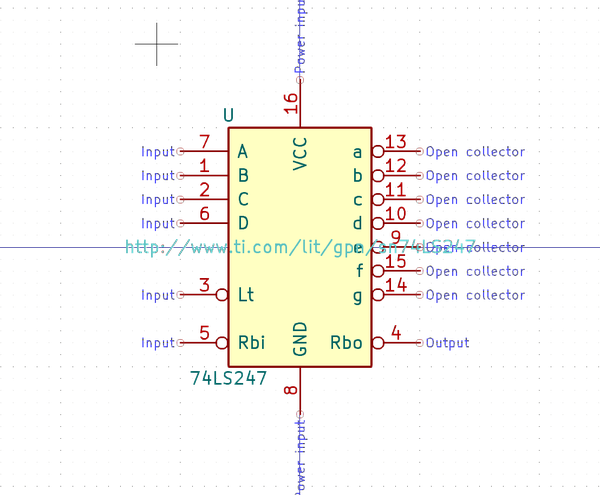 Power input
16
U
VCC
Input 7 A a 13 Open collector
Input 1 B b 12 Open collector
Input 2 C c 11 Open collector
Input 6 D d 10 Open collector
http://www.ti.com/lit/gpn/sn74LS247
e 9 Open collector
f 15 Open collector
Input 3 Lt g 14 Open collector
Input 5 Rbi Rbo 4 Output
GND
74LS247
8
Power input